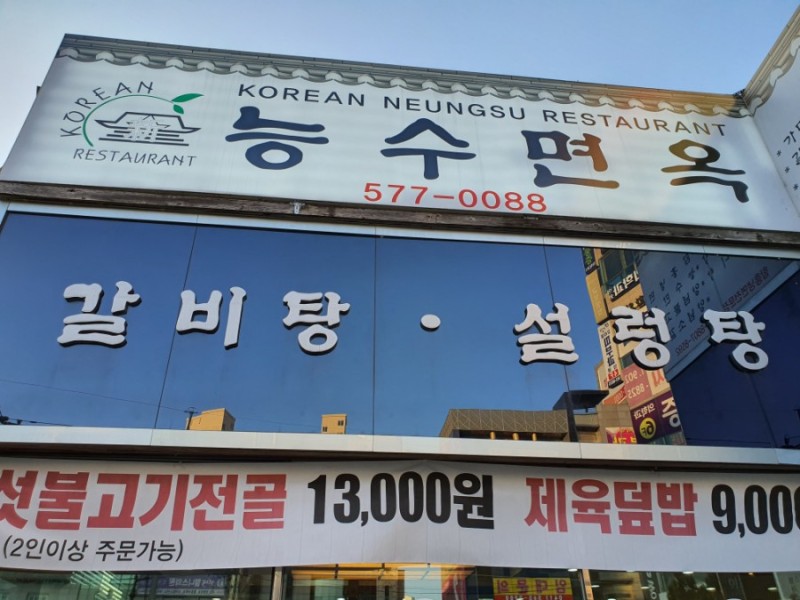 KOREAN
RESTAURANT
KOREAN NEUNGSU RESTAURANT
능수면옥
577-0088
갈비탕 · 설렁탕
섯불고기전골 13,000원 제육덮밥 9,000
(2인이상 주문가능)